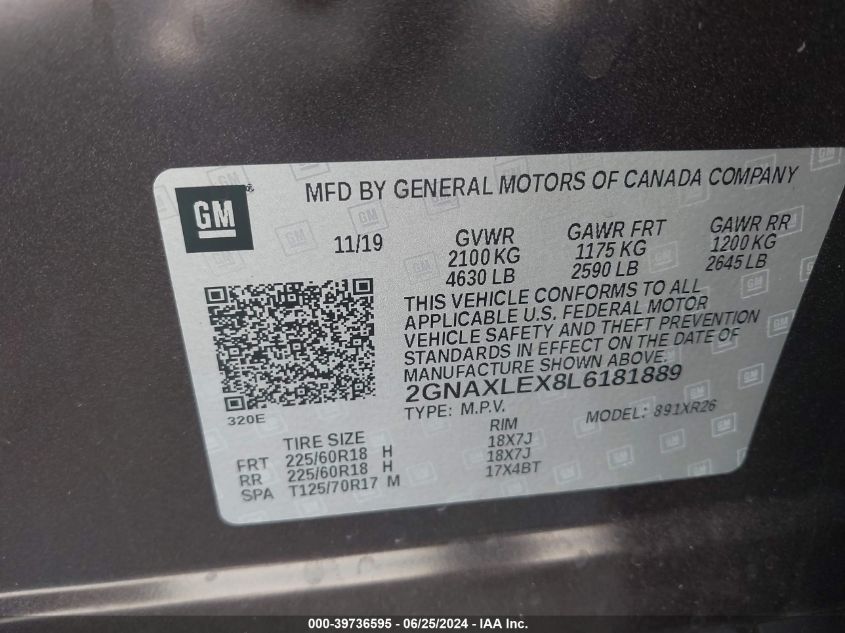 GM®
MFD BY GENERAL MOTORS OF CANADA COMPANY
11/19
GVWR
2100 KG
4630 LB
GAWR FRT
1175 KG
2590 LB
GAWR RR
1200 KG
2645 LB
THIS VEHICLE CONFORMS TO ALL
APPLICABLE U.S. FEDERAL MOTOR
VEHICLE SAFETY AND THEFT PREVENTION
STANDARDS IN EFFECT ON THE DATE OF
MANUFACTURE SHOWN ABOVE.
2GNAXLEX8L6181889
TYPE: M.P.V. MODEL: 891XR26
320E
TIRE SIZE RIM
FRT 225/60R18 H 18X7J
RR 225/60R18 H 18X7J
SPA T125/70R17 M 17X4BT
000-39736595 - 06/25/2024 - IAA Inc.